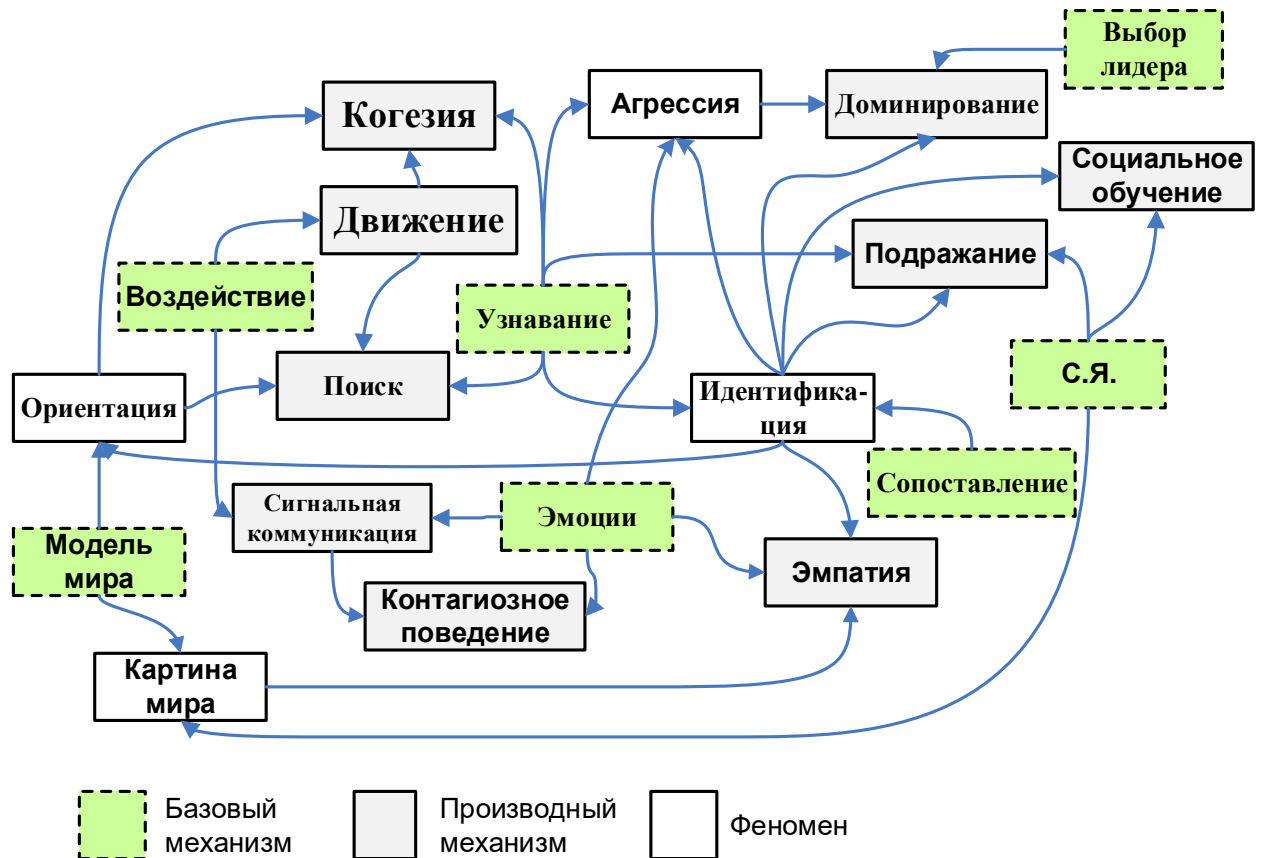 Выбор
лидера
Когезия
Агрессия
Доминирование
Социальное
обучение
Движение
Подражание
Воздействие
Узнавание
Поиск
Ориентация
Идентифика-
ция
С.Я.
Сопоставление
Сигнальная
коммуникация
Эмоции
Модель
мира
Эмпатия
Контагиозное
поведение
Картина
мира
Базовый
механизм
Производный
механизм
Феномен